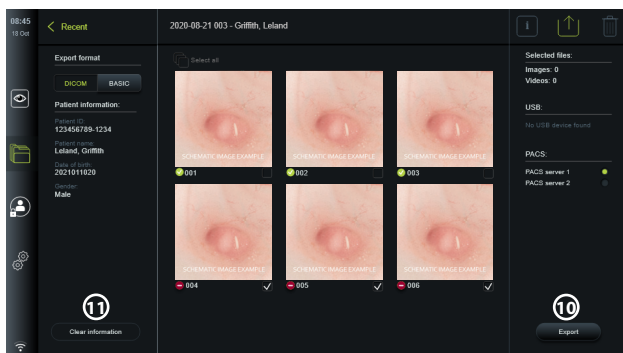 08:45
18 Oct
Recent
2020-08-21 003 - Griffith, Leland
i
Export format
DICOM
BASIC
Patient information:
Patient ID:
123456789-1234
Patient name:
Leland, Griffith
Date of birth:
2021011020
Gender:
Male
11
Clear information
Select all
SCHEMATIC IMAGE EXAMPLE
SCHEMATIC IMAGE EXAMPLE
SCHEMATIC IMAGE EXAMPLE
001
002
003
SCHEMATIC IMAGE EXAMPLE
SCHEMATIC IMAGE EXAMPLE
SCHEMATIC IMAGE EXAMPLE
004
005
006
Selected files:
Images: 0
Videos: 0
USB:
No USB device found
PACS:
PACS server 1
PACS server 2
10
Export